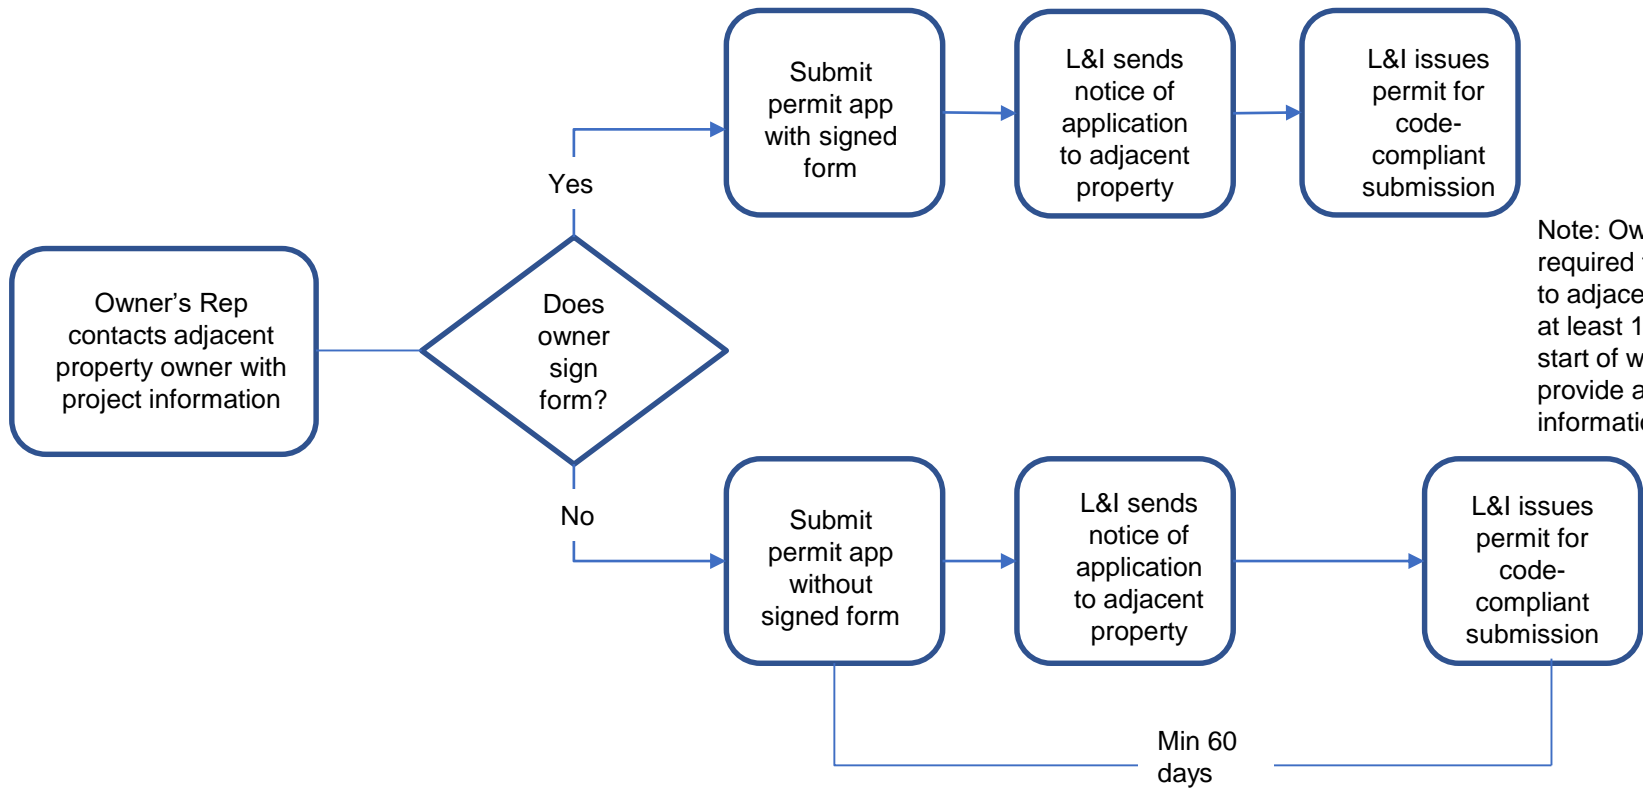 Submit
permit app
with signed
form
L&I sends
notice of
application
to adjacent
property
L&I issues
permit for
code-
compliant
submission
Yes
Owner’s Rep
contacts adjacent
property owner with
project information
Does
owner
sign
form?
Note:
required
to adjace
at least 1
start of w
provide a
informati
No
Submit
permit app
without
signed form
L&I sends
notice of
application
to adjacent
property
L&I issues
permit for
code-
compliant
submission
Min 60
days